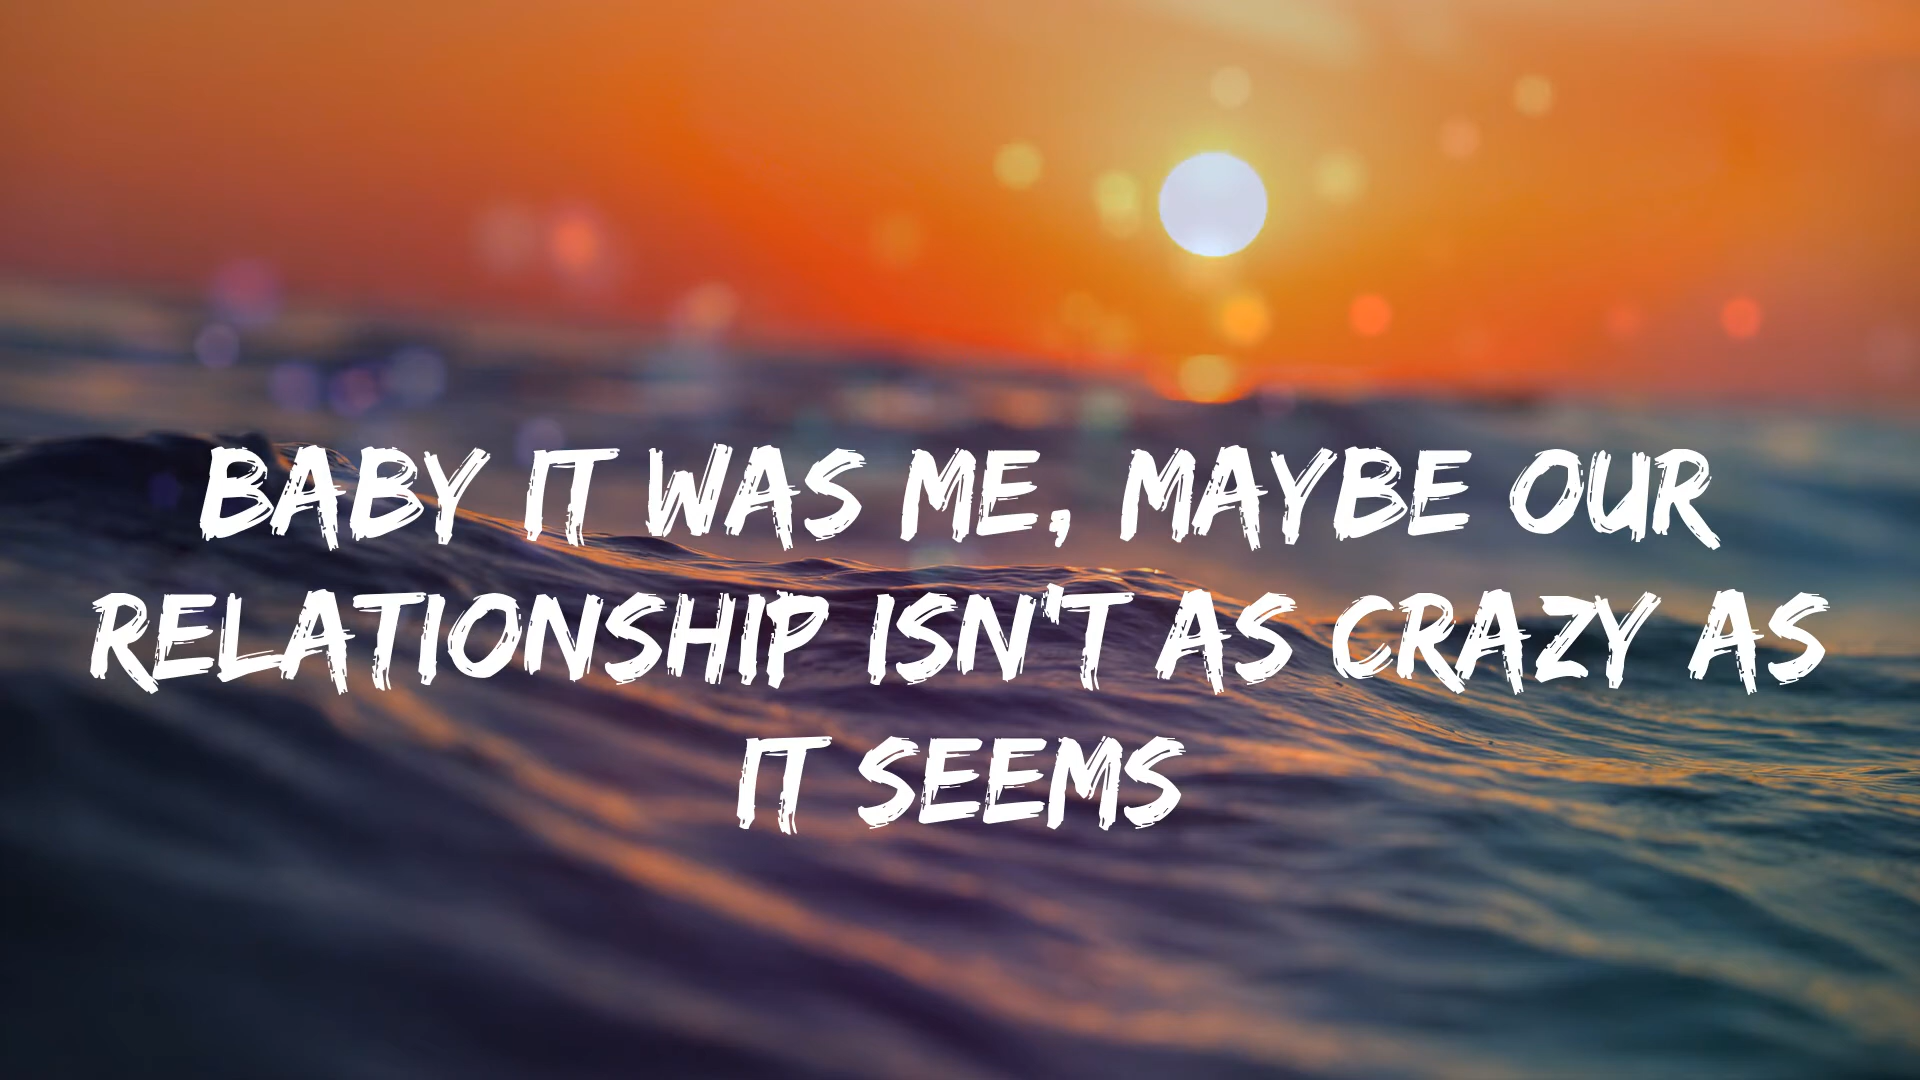 BABY IT WAS ME, MAYBE OUR
RELATIONSHIP ISN'T AS CRAZY AS
IT SEEMS